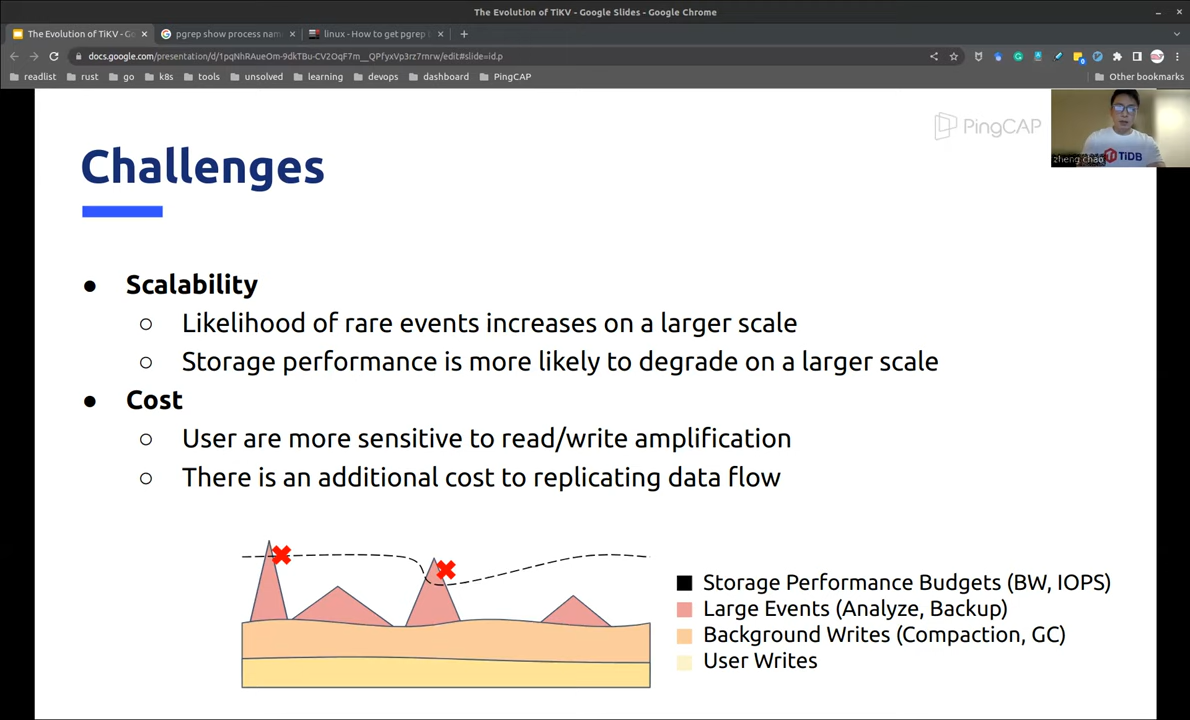 The Evolution of TiKV - Google Slides - Google Chrome
The Evolution of TiKV - Go
pgrep show process nam
linux - How to get pgrep t
docs.google.com/presentation/d/1pqNhRAueOm-9dkTBu-CV2OqF7m__QPfyxVp3rz7mrw/edit#slide=id.p
readlist rust go k8s tools unsolved learning devops dashboard PingCAP Other bookmarks
PingCAP
zheng chao
TiDB
Challenges
● Scalability
○ Likelihood of rare events increases on a larger scale
○ Storage performance is more likely to degrade on a larger scale
● Cost
○ User are more sensitive to read/write amplification
○ There is an additional cost to replicating data flow
Storage Performance Budgets (BW, IOPS)
Large Events (Analyze, Backup)
Background Writes (Compaction, GC)
User Writes